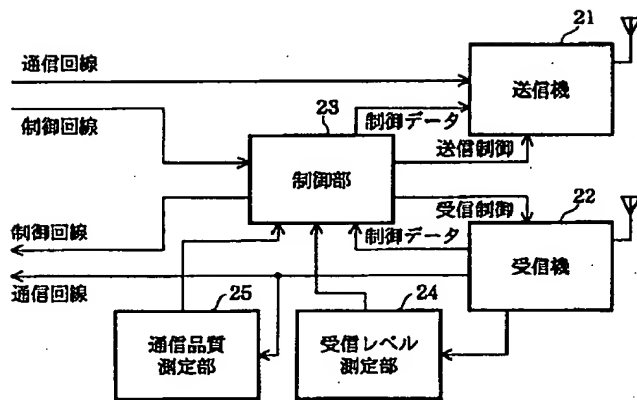 21
通信回線
送信機
23
制御データ
制御回線
送信制御
制御部
22
受信制御
制御回線
制御データ
受信機
通信回線
25
24
通信品質
測定部
受信レベル
測定部